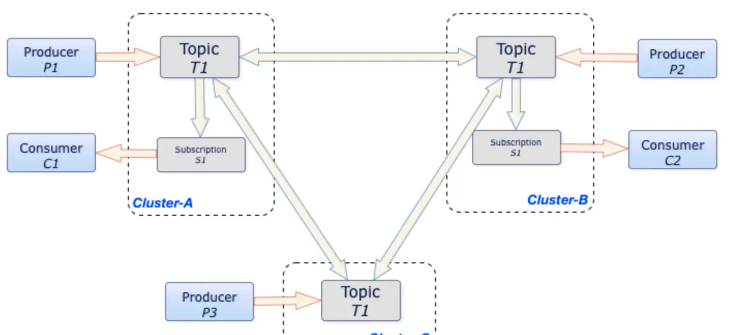 Producer
P1
Topic
T1
Topic
T1
Producer
P2
Consumer
C1
Subscription
S1
Subscription
S1
Consumer
C2
Cluster-A
Cluster-B
Producer
P3
Topic
T1